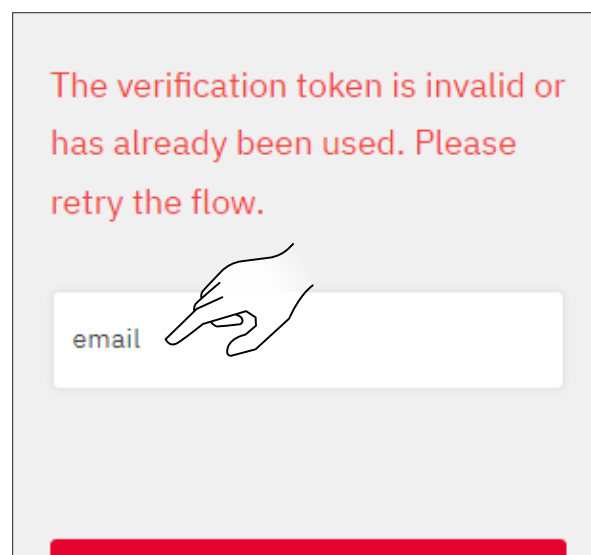 The verification token is invalid or
has already been used. Please
retry the flow.
email